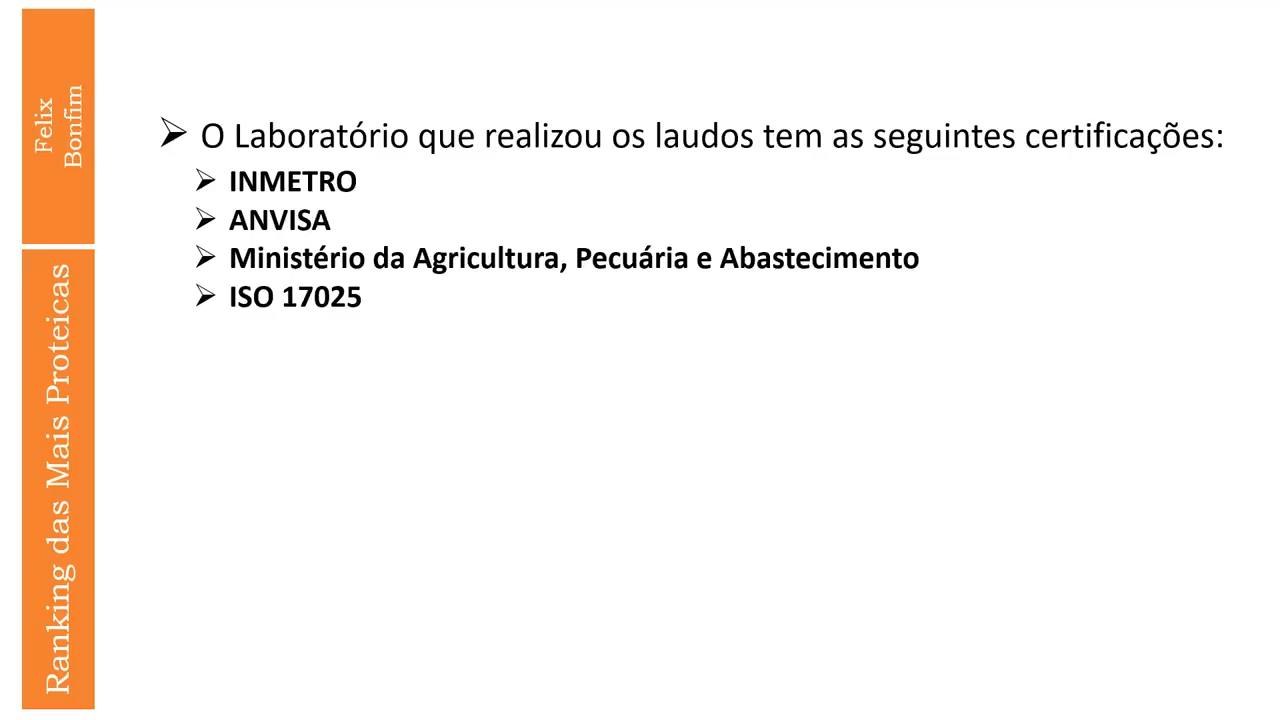 Felix
Bonfim
Ranking das Mais Proteicas
O Laboratório que realizou os laudos tem as seguintes certificações:
INMETRO
ANVISA
Ministério da Agricultura, Pecuária e Abastecimento
ISO 17025